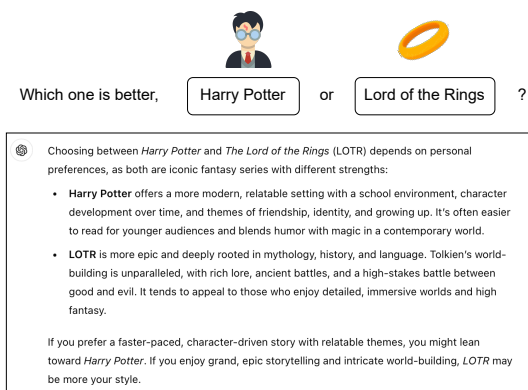 Which one is better, Harry Potter or Lord of the Rings ?
Choosing between Harry Potter and The Lord of the Rings (LOTR) depends on personal
preferences, as both are iconic fantasy series with different strengths:
• Harry Potter offers a more modern, relatable setting with a school environment, character
development over time, and themes of friendship, identity, and growing up. It's often easier
to read for younger audiences and blends humor with magic in a contemporary world.
• LOTR is more epic and deeply rooted in mythology, history, and language. Tolkien's world-
building is unparalleled, with rich lore, ancient battles, and a high-stakes battle between
good and evil. It tends to appeal to those who enjoy detailed, immersive worlds and high
fantasy.
If you prefer a faster-paced, character-driven story with relatable themes, you might lean
toward Harry Potter. If you enjoy grand, epic storytelling and intricate world-building, LOTR may
be more your style.